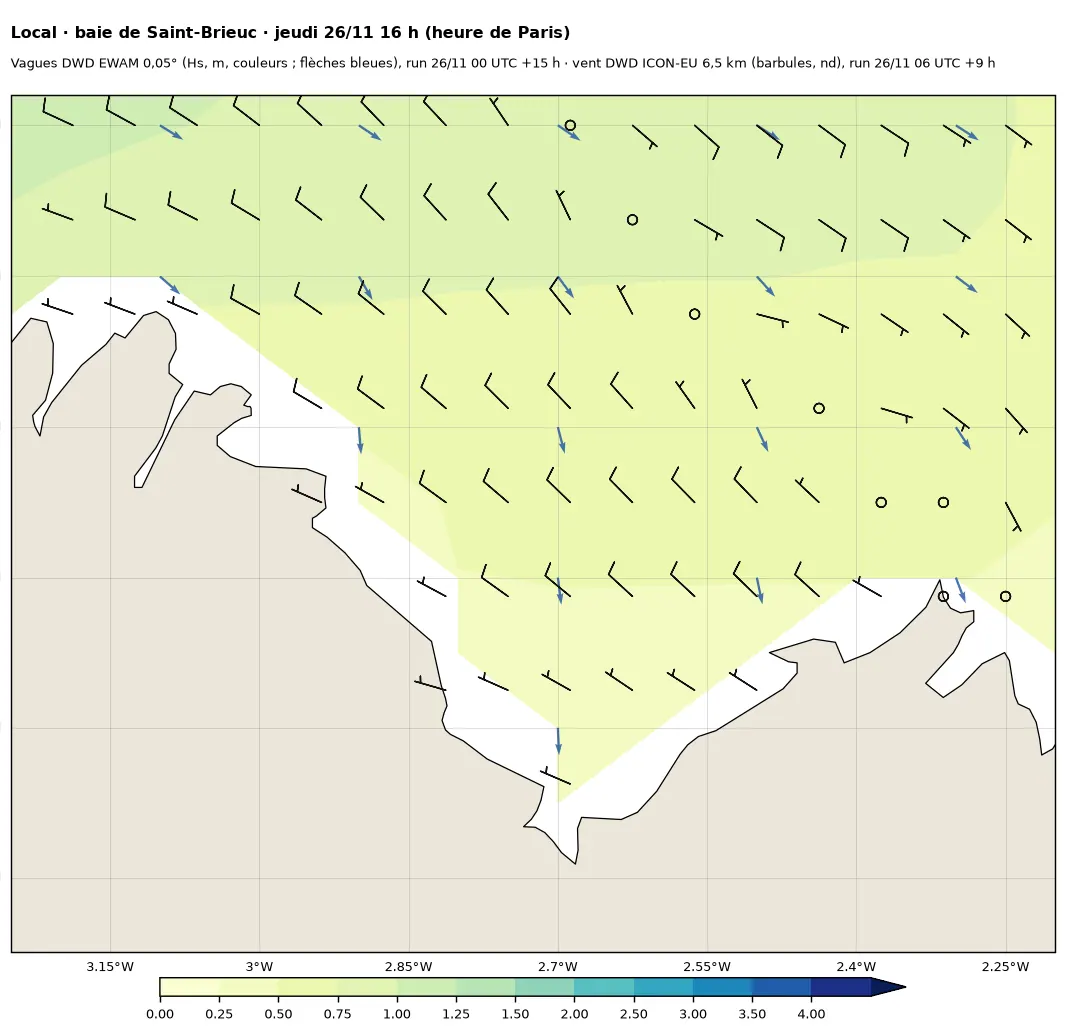 Local · baie de Saint-Brieuc · jeudi 26/11 16 h (heure de Paris)
Vagues DWD EWAM 0,05° (Hs, m, couleurs ; flèches bleues), run 26/11 00 UTC +15 h · vent DWD ICON-EU 6,5 km (barbules, nd), run 26/11 06 UTC +9 h
3.15°W 3°W 2.85°W 2.7°W 2.55°W 2.4°W 2.25°W
0.00 0.25 0.50 0.75 1.00 1.25 1.50 2.00 2.50 3.00 3.50 4.00